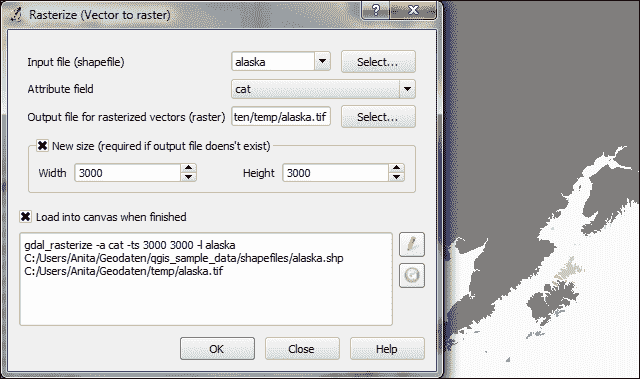 Rasterize (Vector to raster)
?
Input file (shapefile) alaska Select...
Attribute field cat
Output file for rasterized vectors (raster) ten/temp/alaska.tif Select...
New size (required if output file doens't exist)
Width 3000 Height 3000
Load into canvas when finished
gdal_rasterize -a cat -ts 3000 3000 -l alaska
C:/Users/Anita/Geodaten/qgis_sample_data/shapefiles/alaska.shp
C:/Users/Anita/Geodaten/temp/alaska.tif
OK Close Help